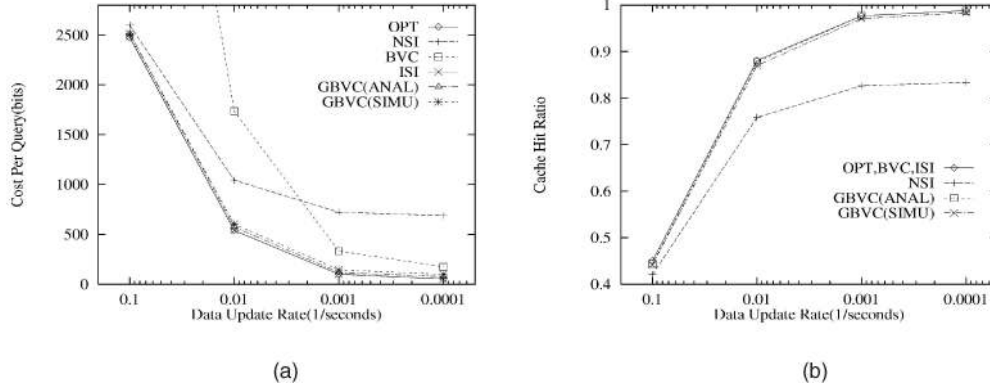 OPT
NSI
BVC
ISI
GBVC(ANAL)
GBVC(SIMU)
Cost Per Query(bits)
2500
2000
1500
1000
500
0
0.1 0.01 0.001 0.0001
Data Update Rate(1/seconds)
(a)
Cache Hit Ratio
1
0.9
0.8
0.7
0.6
0.5
0.4
OPT,BVC,ISI
NSI
GBVC(ANAL)
GBVC(SIMU)
0.1 0.01 0.001 0.0001
Data Update Rate(1/seconds)
(b)